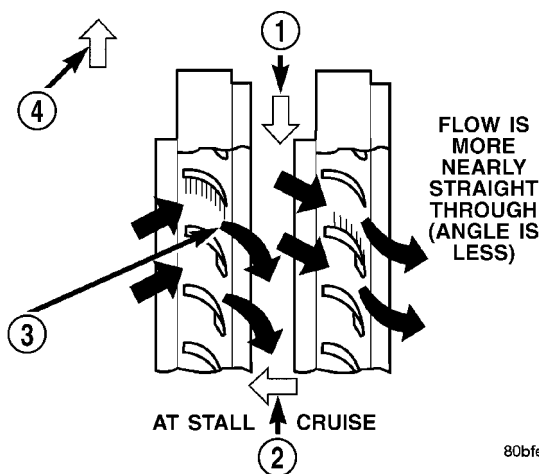 1
4
FLOW IS
MORE
NEARLY
STRAIGHT
THROUGH
(ANGLE IS
LESS)
3
AT STALL CRUISE
2
80bfe